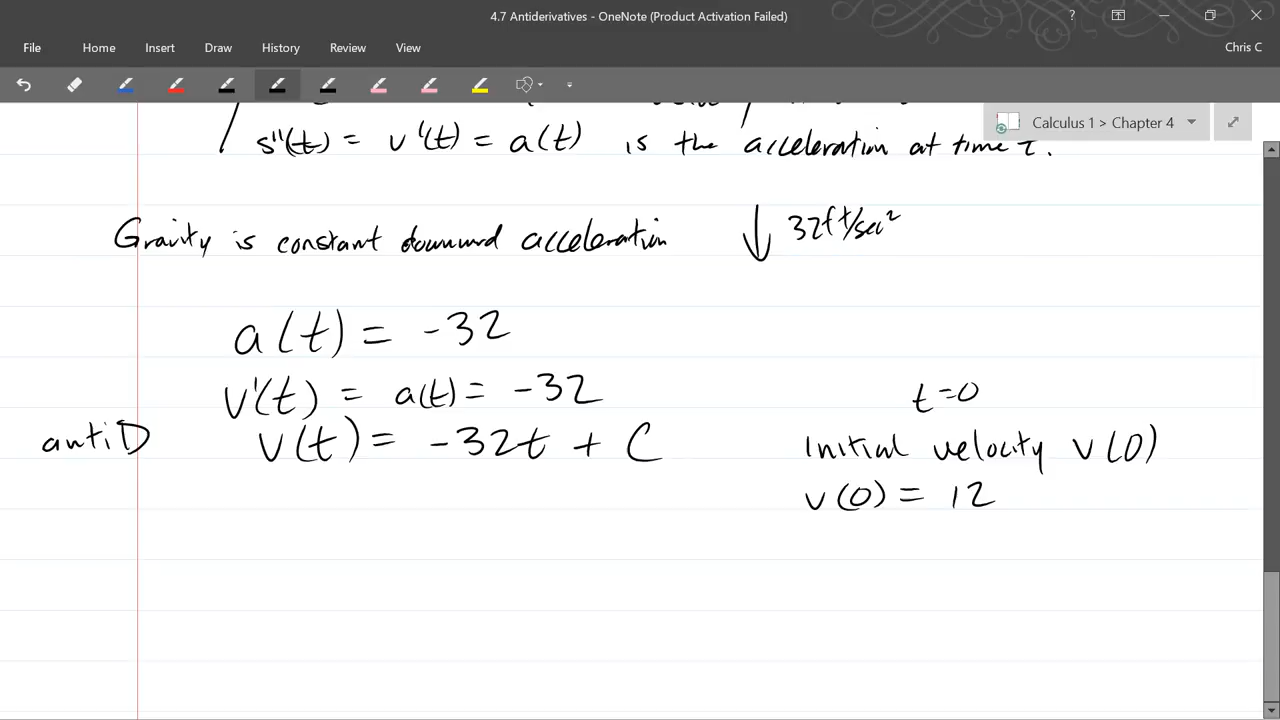 4.7 Antiderivatives - OneNote (Product Activation Failed)
?
File Home Insert Draw History Review View
Chris C
Calculus 1 > Chapter 4
s''(t) = v'(t) = a(t) is the acceleration at time t.
Gravity is constant downward acceleration ↓ 32ft/sec²
a(t) = -32
v'(t) = a(t) = -32
t=0
antiD v(t) = -32t + C
Initial velocity v(0)
v(0) = 12